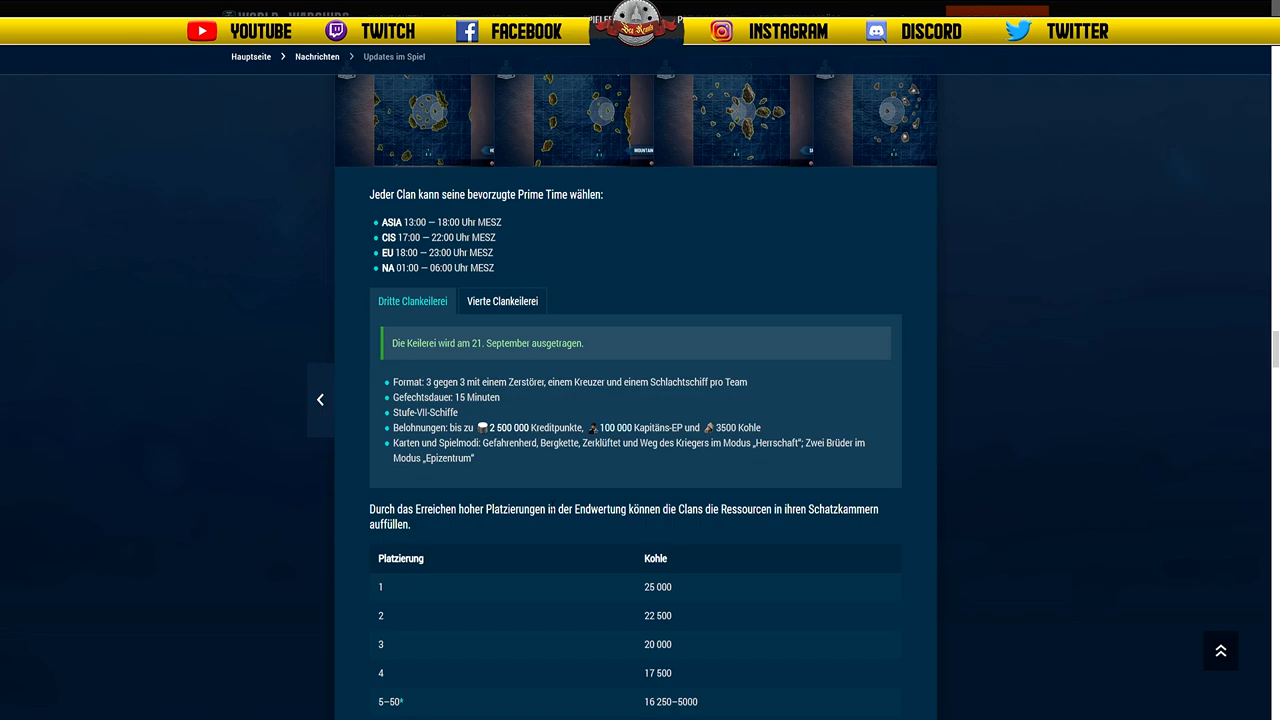 WORLD of WARSHIPS
YOUTUBE TWITCH FACEBOOK Sea Rents INSTAGRAM DISCORD TWITTER
Hauptseite Nachrichten Updates im Spiel
MOUNTAIN
Jeder Clan kann seine bevorzugte Prime Time wählen:
ASIA 13:00 — 18:00 Uhr MESZ
CIS 17:00 — 22:00 Uhr MESZ
EU 18:00 — 23:00 Uhr MESZ
NA 01:00 — 06:00 Uhr MESZ
Dritte Clankeilerei Vierte Clankeilerei
Die Keilerei wird am 21. September ausgetragen.
Format: 3 gegen 3 mit einem Zerstörer, einem Kreuzer und einem Schlachtschiff pro Team
Gefechtsdauer: 15 Minuten
Stufe-VII-Schiffe
Belohnungen: bis zu 2 500 000 Kreditpunkte, 100 000 Kapitäns-EP und 3500 Kohle
Karten und Spielmodi: Gefahrenherd, Bergkette, Zerklüftet und Weg des Kriegers im Modus „Herrschaft“; Zwei Brüder im
Modus „Epizentrum“
Durch das Erreichen hoher Platzierungen in der Endwertung können die Clans die Ressourcen in ihren Schatzkammern
auffüllen.
Platzierung Kohle
1 25 000
2 22 500
3 20 000
4 17 500
5–50* 16 250–5000